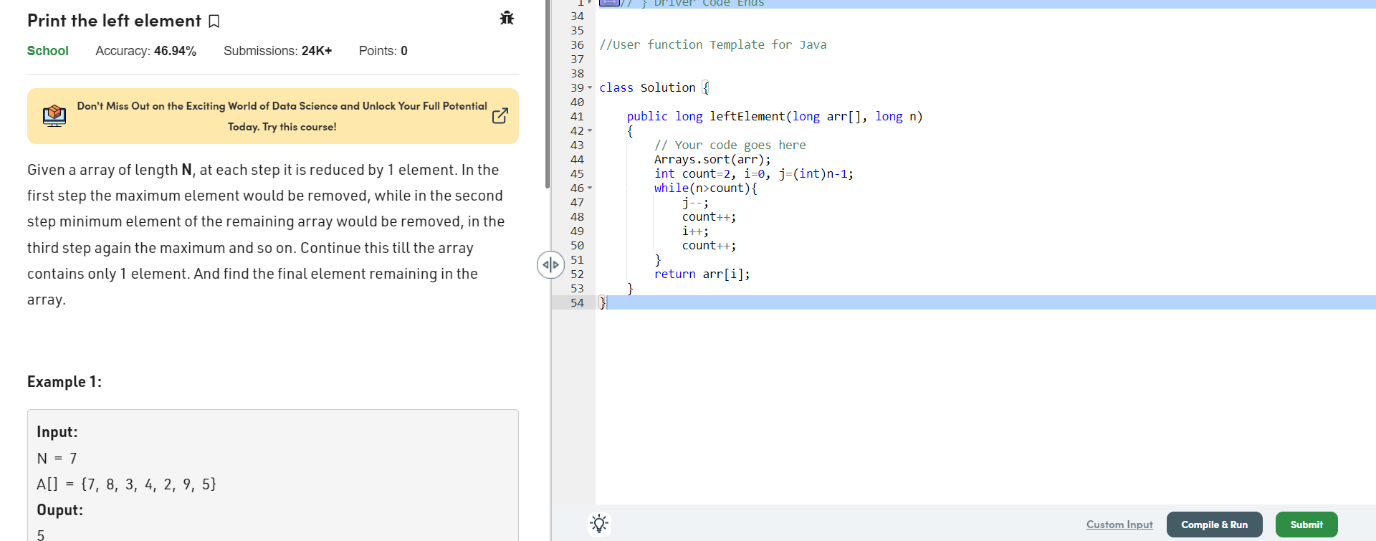 Print the left element
School Accuracy: 46.94% Submissions: 24K+ Points: 0
Don't Miss Out on the Exciting World of Data Science and Unlock Your Full Potential
Today. Try this course!
Given a array of length N, at each step it is reduced by 1 element. In the
first step the maximum element would be removed, while in the second
step minimum element of the remaining array would be removed, in the
third step again the maximum and so on. Continue this till the array
contains only 1 element. And find the final element remaining in the
array.
Example 1:
Input:
N = 7
A[] = {7, 8, 3, 4, 2, 9, 5}
Ouput:
5
1 // } Driver Code Ends
34
35
36 //User function Template for Java
37
38
39 class Solution {
40
41 public long leftElement(long arr[], long n)
42 {
43 // Your code goes here
44 Arrays.sort(arr);
45 int count=2, i=0, j=(int)n-1;
46 while(n>count){
47 j--;
48 count++;
49 i++;
50 count++;
51 }
52 return arr[i];
53 }
54 }
Custom Input Compile & Run Submit